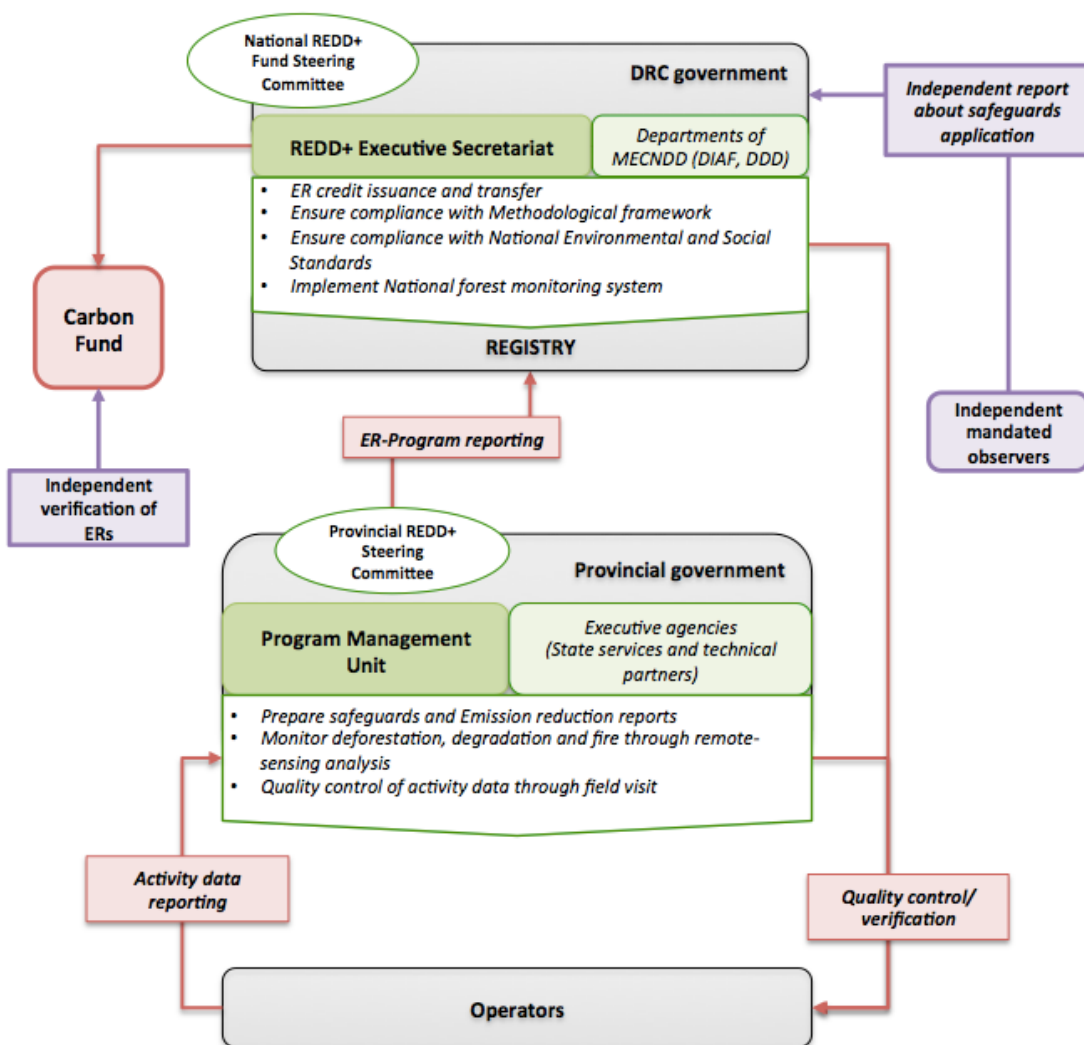 National REDD+
Fund Steering
Committee
DRC government
Independent report
about safeguards
application
REDD+ Executive Secretariat
Departments of
MECNDD (DIAF, DDD)
• ER credit issuance and transfer
• Ensure compliance with Methodological framework
• Ensure compliance with National Environmental and Social
Standards
• Implement National forest monitoring system
Carbon
Fund
REGISTRY
Independent
mandated
observers
ER-Program reporting
Independent
verification of
ERs
Provincial REDD+
Steering
Committee
Provincial government
Program Management
Unit
Executive agencies
(State services and technical
partners)
• Prepare safeguards and Emission reduction reports
• Monitor deforestation, degradation and fire through remote-
sensing analysis
• Quality control of activity data through field visit
Activity data
reporting
Quality control/
verification
Operators